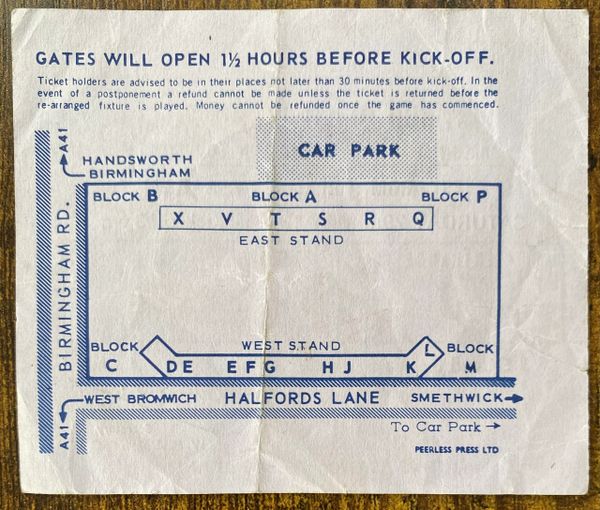 GATES WILL OPEN 1½ HOURS BEFORE KICK-OFF.
Ticket holders are advised to be in their places not later than 30 minutes before kick-off. In the
event of a postponement a refund cannot be made unless the ticket is returned before the
re-arranged fixture is played. Money cannot be refunded once the game has commenced.
A41
HANDSWORTH
BIRMINGHAM
CAR PARK
BIRMINGHAM RD.
BLOCK B
BLOCK A
BLOCK P
X V T S R Q
EAST STAND
WEST STAND
BLOCK
C
DE EFG HJ K
L
BLOCK
M
A41
WEST BROMWICH
HALFORDS LANE
SMETHWICK
To Car Park
PEERLESS PRESS LTD